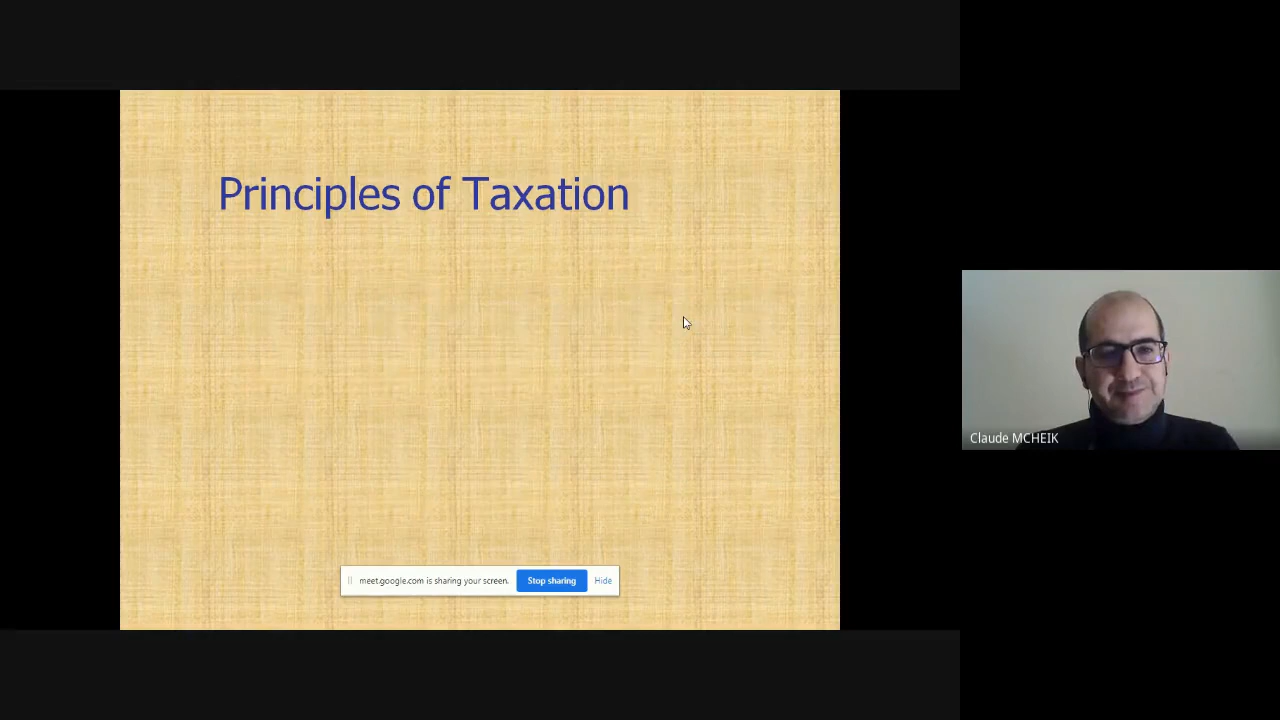 Principles of Taxation
meet.google.com is sharing your screen.
Stop sharing
Hide
Claude MCHEIK